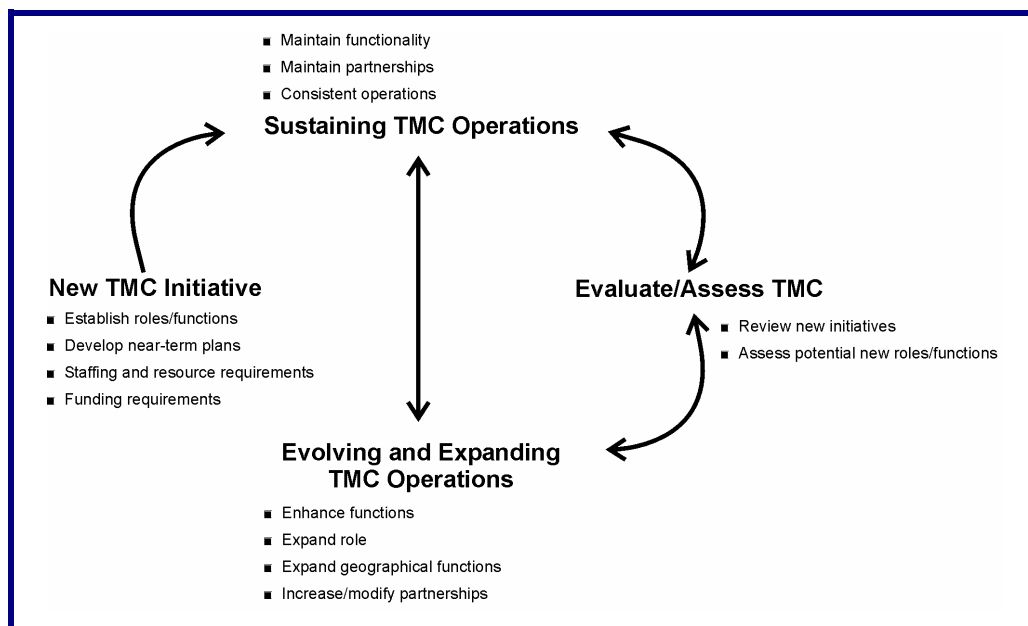 ■ Maintain functionality
■ Maintain partnerships
■ Consistent operations
Sustaining TMC Operations
New TMC Initiative
■ Establish roles/functions
■ Develop near-term plans
■ Staffing and resource requirements
■ Funding requirements
Evaluate/Assess TMC
■ Review new initiatives
■ Assess potential new roles/functions
Evolving and Expanding
TMC Operations
■ Enhance functions
■ Expand role
■ Expand geographical functions
■ Increase/modify partnerships